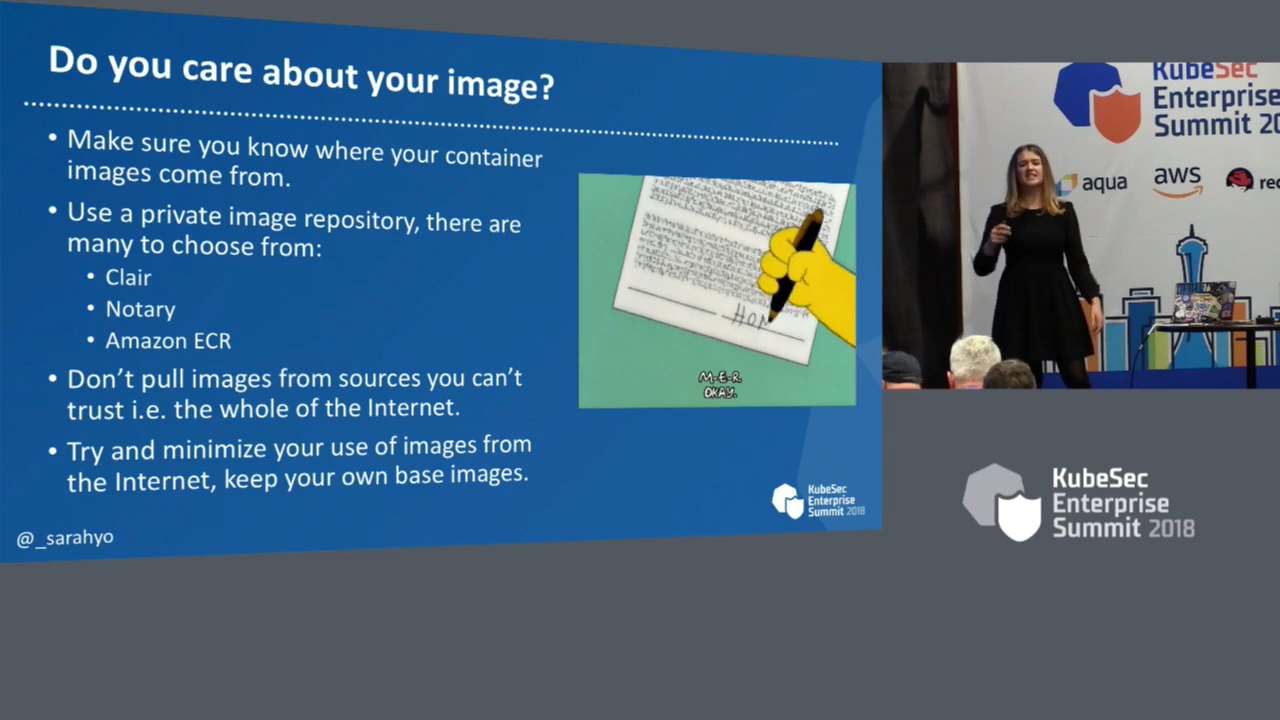 Do you care about your image?
• Make sure you know where your container
images come from.
• Use a private image repository, there are
many to choose from:
• Clair
• Notary
• Amazon ECR
• Don't pull images from sources you can't
trust i.e. the whole of the Internet.
• Try and minimize your use of images from
the Internet, keep your own base images.
HOM
M-E-R.
OKAY.
KubeSec
Enterprise
Summit 2018
@_sarahyo
KubeSec
Enterprise
Summit 20
aqua
aws
red
KubeSec
Enterprise
Summit 2018